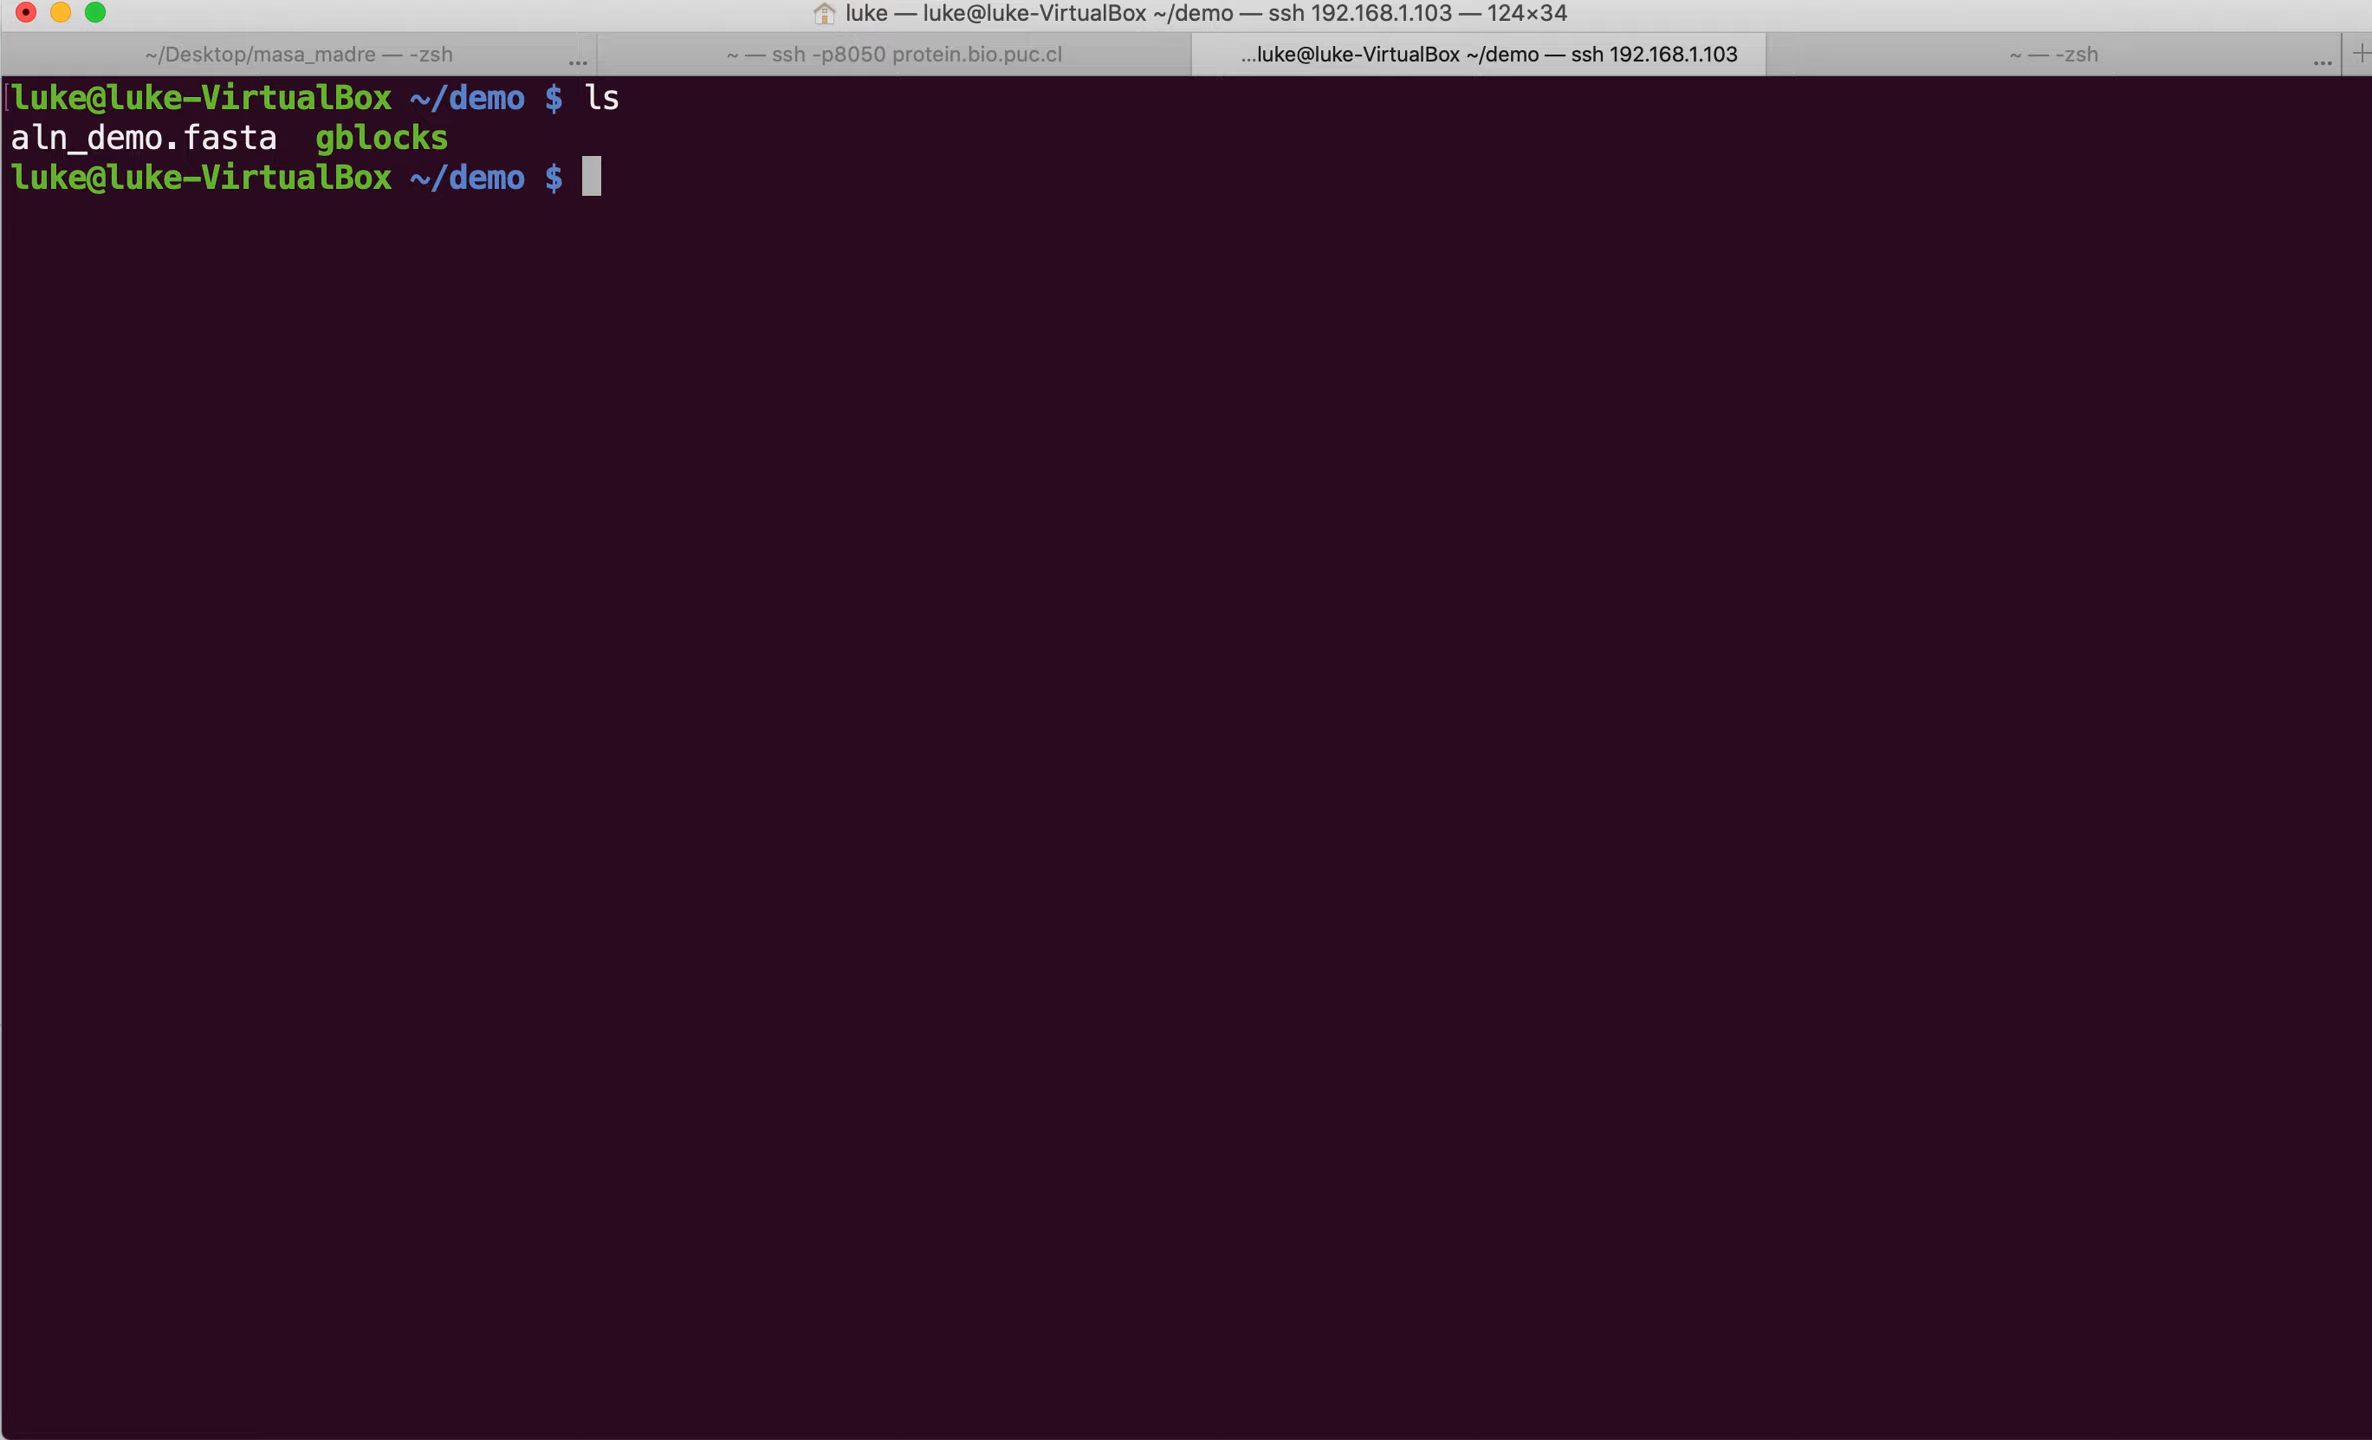 luke — luke@luke-VirtualBox ~/demo — ssh 192.168.1.103 — 124×34
~/Desktop/masa_madre — -zsh ...
~ — ssh -p8050 protein.bio.puc.cl
...luke@luke-VirtualBox ~/demo — ssh 192.168.1.103
~ — -zsh ...
luke@luke-VirtualBox ~/demo $ ls
aln_demo.fasta  gblocks
luke@luke-VirtualBox ~/demo $